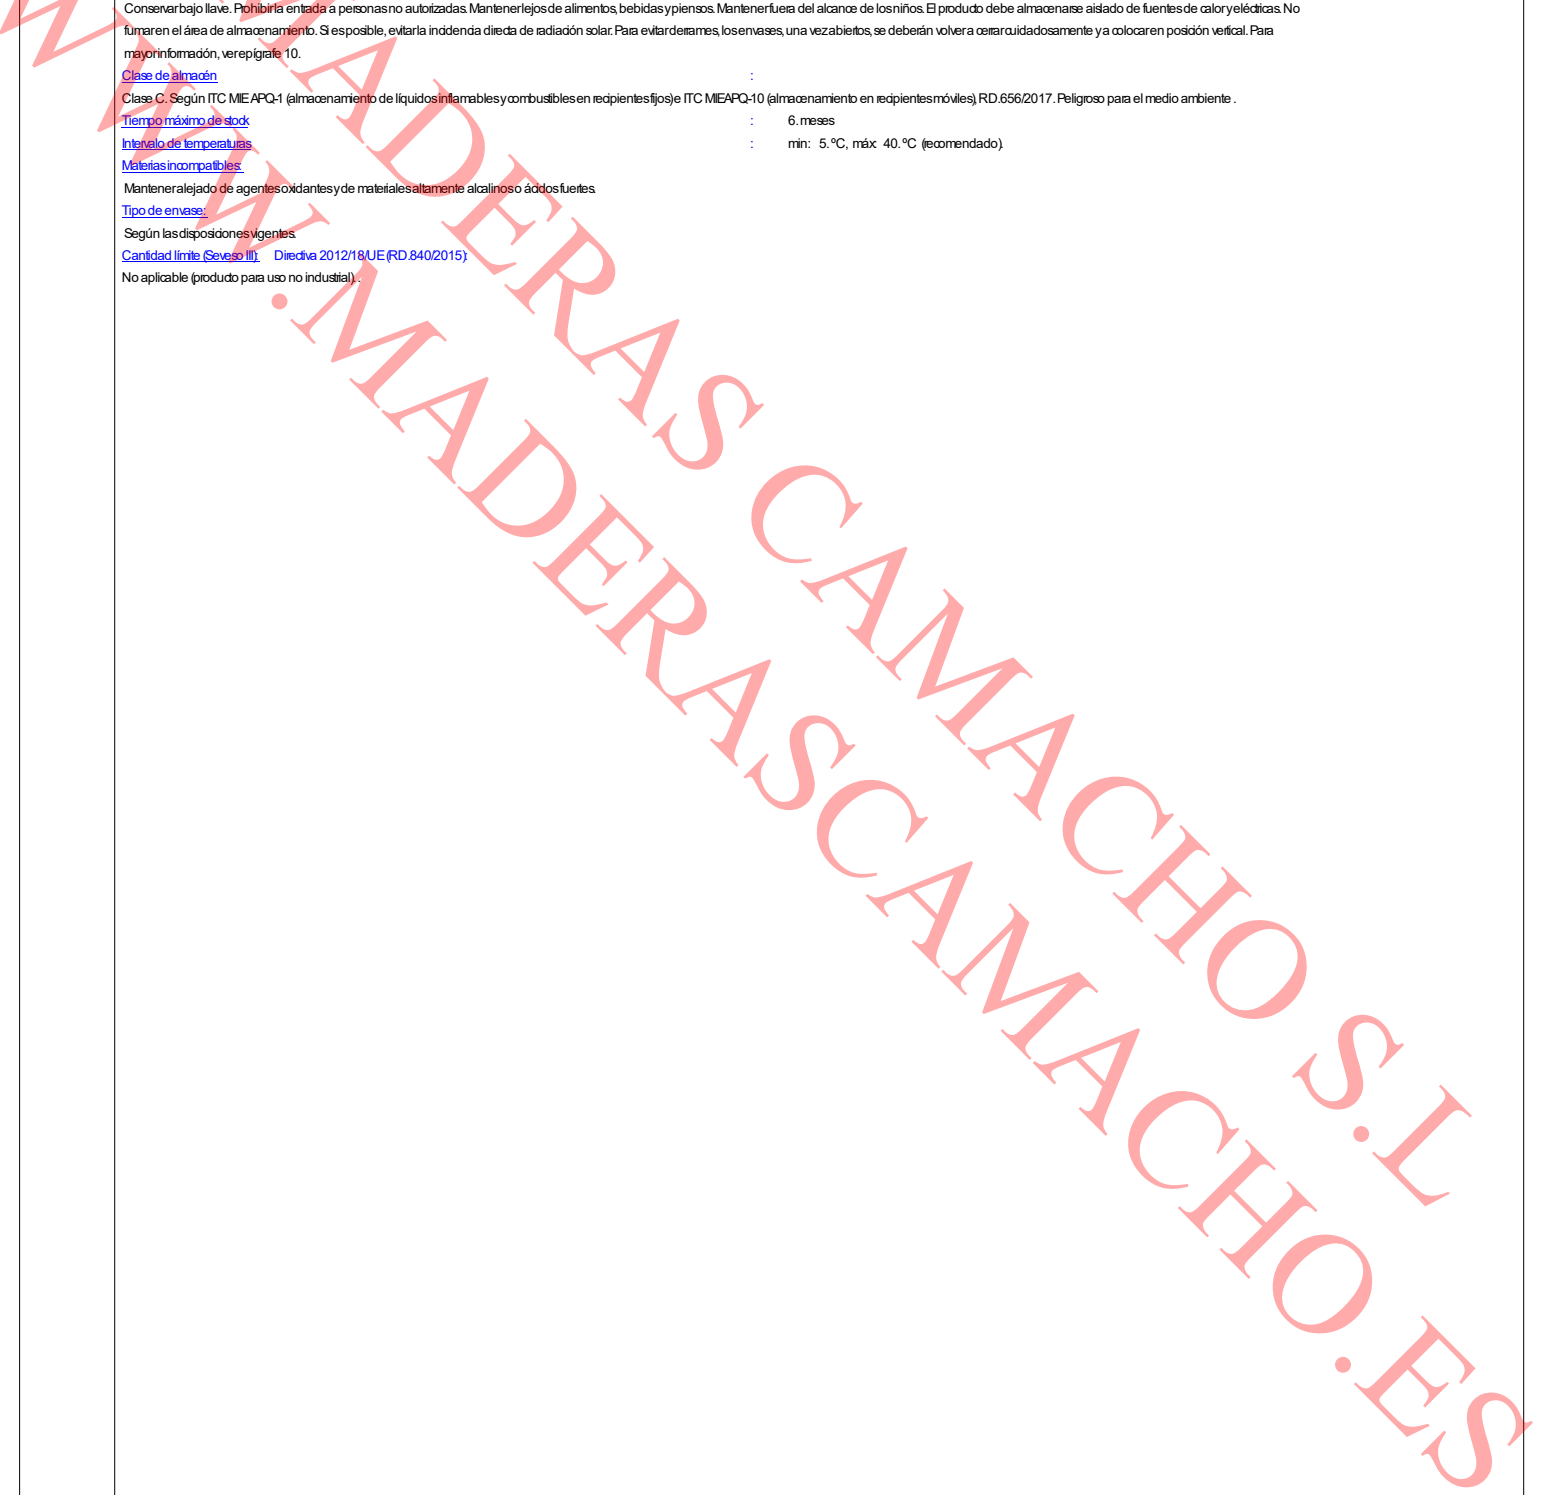 Conservar bajo llave. Prohibir la entrada a personas no autorizadas. Mantener lejos de alimentos, bebidas y piensos. Mantener fuera del alcance de los niños. El producto debe almacenarse aislado de fuentes de calor y eléctricas. No
fumar en el área de almacenamiento. Si es posible, evitar la incidencia directa de radiación solar. Para evitar derrames, los envases, una vez abiertos, se deberán volver a cerrar cuidadosamente y a colocar en posición vertical. Para
mayor información, ver epígrafe 10.
Clase de almacén :
Clase C. Según ITC MIE APQ-1 (almacenamiento de líquidos inflamables y combustibles en recipientes fijos) e ITC MIE APQ-10 (almacenamiento en recipientes móviles), RD.656/2017. Peligroso para el medio ambiente .
Tiempo máximo de stock : 6. meses
Intervalo de temperaturas : min: 5. ºC, máx: 40. ºC (recomendado).
Materias incompatibles:
Mantener alejado de agentes oxidantes y de materiales altamente alcalinos o ácidos fuertes.
Tipo de envase:
Según las disposiciones vigentes.
Cantidad límite (Seveso III): Directiva 2012/18/UE (RD.840/2015):
No aplicable (producto para uso no industrial). .
MADERAS CAMACHO S.L
WW.MADERASCAMACHO.ES